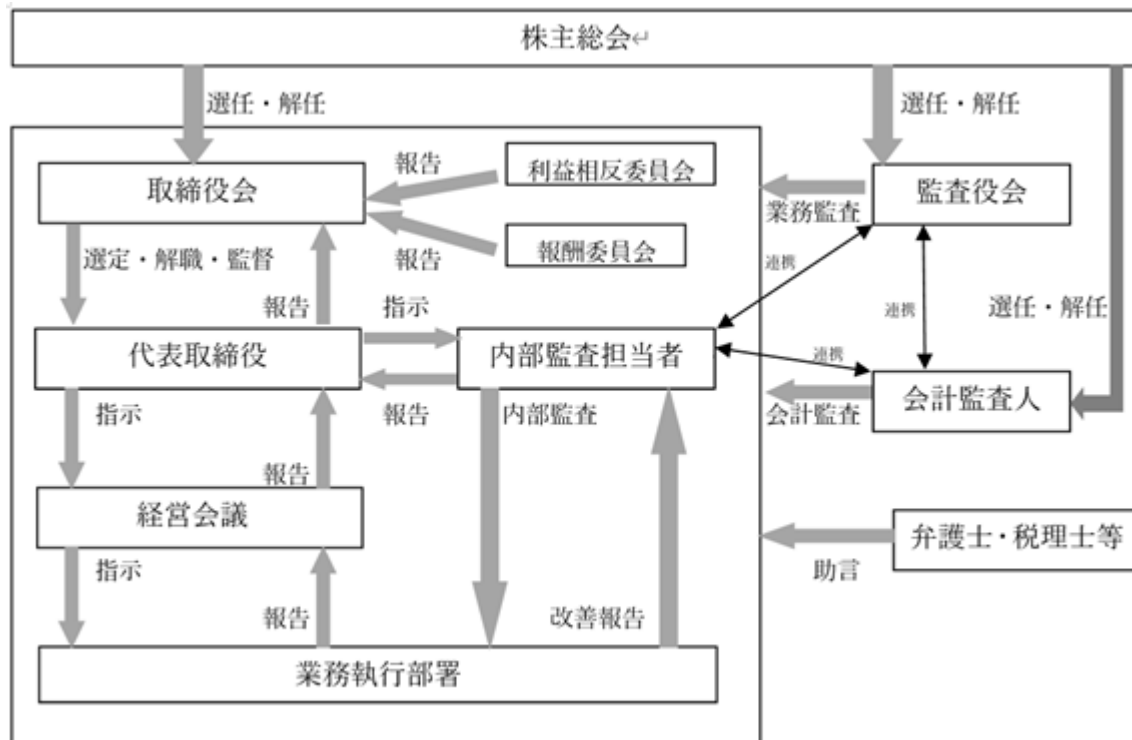 株主総会↵
選任・解任
選任・解任
取締役会
報告
利益相反委員会
報告
報酬委員会
業務監査
監査役会
選定・解職・監督
報告
指示
連携
連携
選任・解任
代表取締役
内部監査担当者
連携
報告
内部監査
会計監査
会計監査人
指示
報告
経営会議
指示
報告
改善報告
助言
弁護士・税理士等
業務執行部署